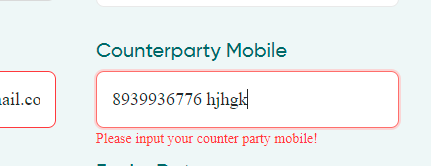 Counterparty Mobile
ail.co
8939936776 hjhgk
Please input your counter party mobile!